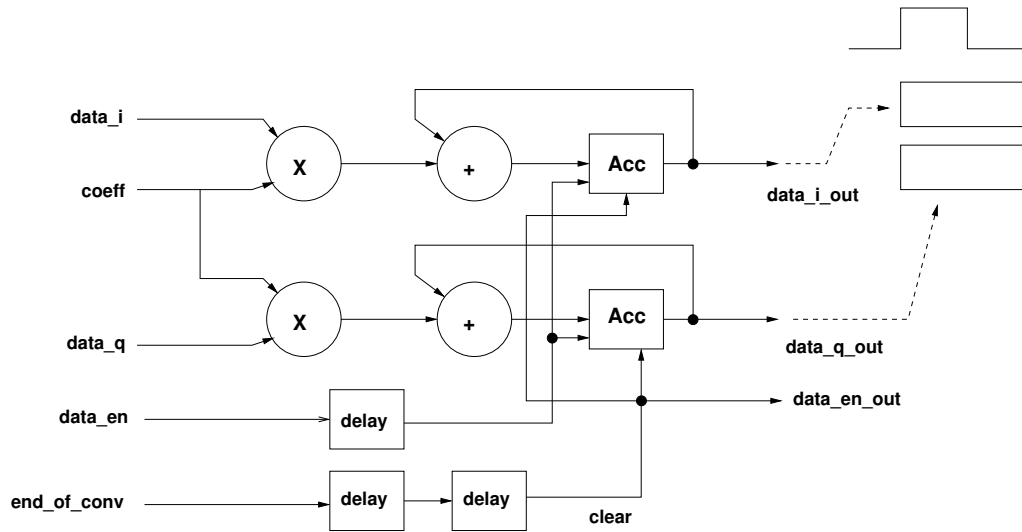 data_i
X
+
Acc
coeff
data_i_out
X
+
Acc
data_q
data_q_out
data_en
delay
data_en_out
end_of_conv
delay
delay
clear